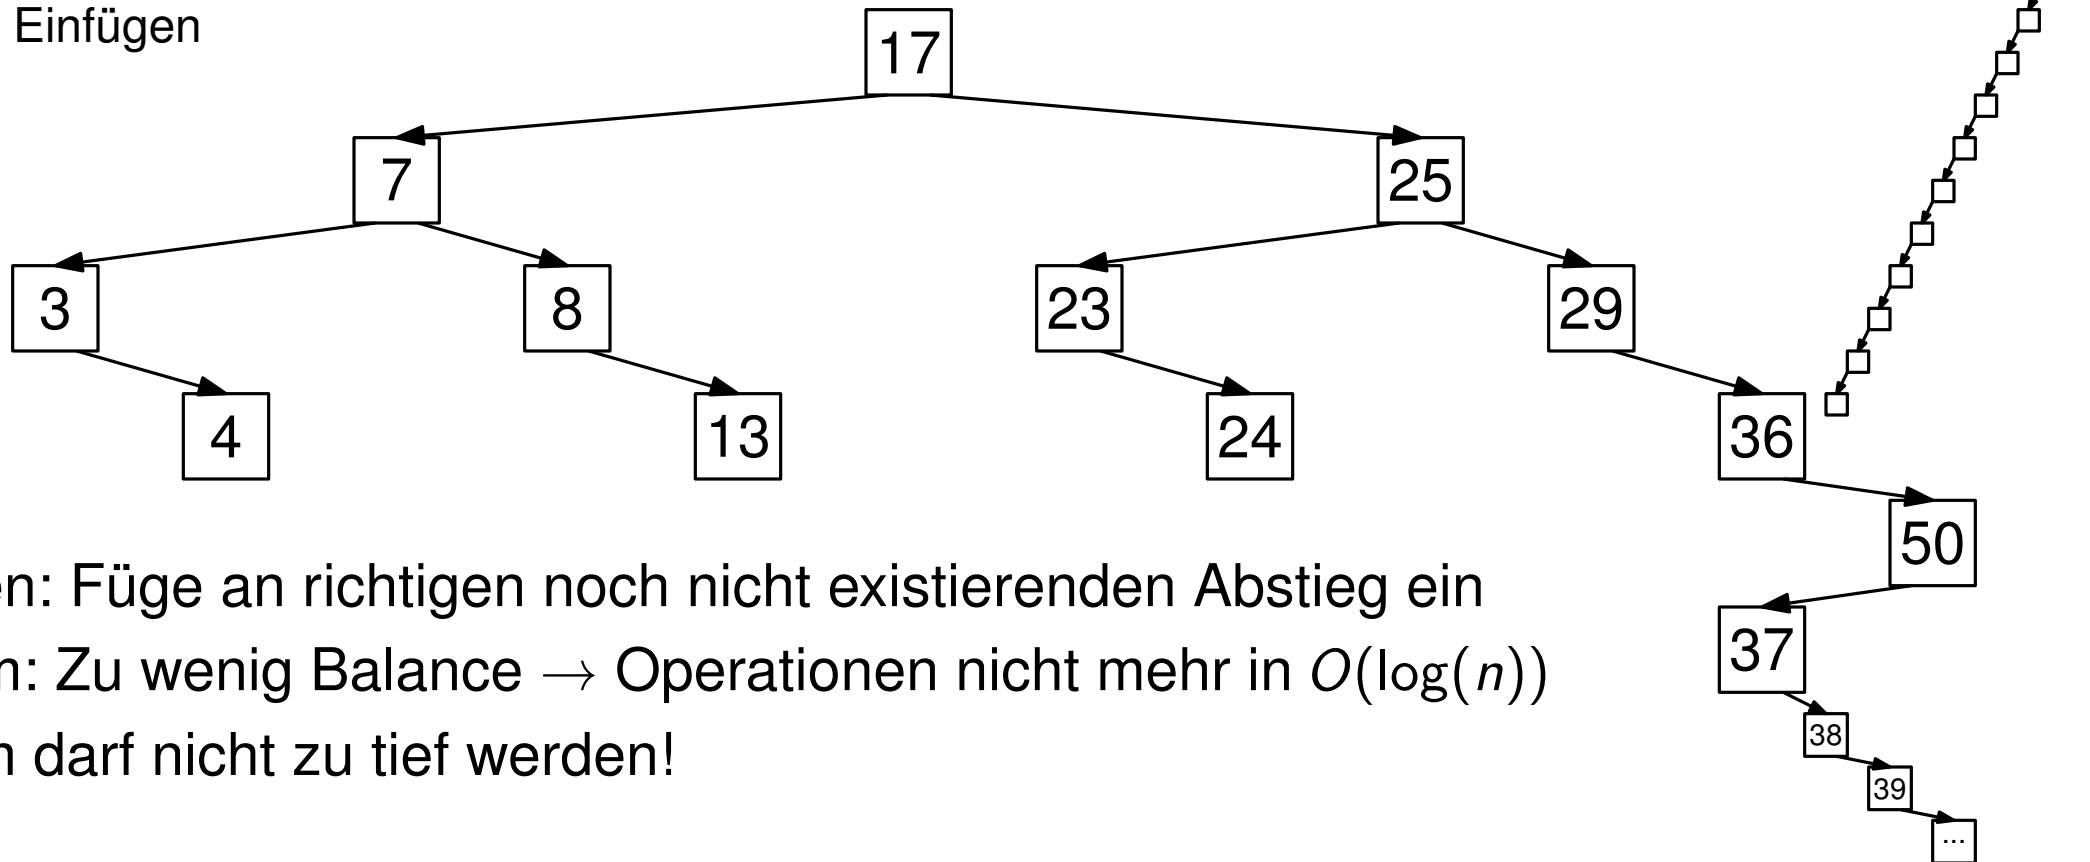 Einfügen
17
7 25
3 8 23 29
4 13 24 36
50
en: Füge an richtigen noch nicht existierenden Abstieg ein
37
n: Zu wenig Balance → Operationen nicht mehr in O(log(n))
38
darf nicht zu tief werden!
39
...